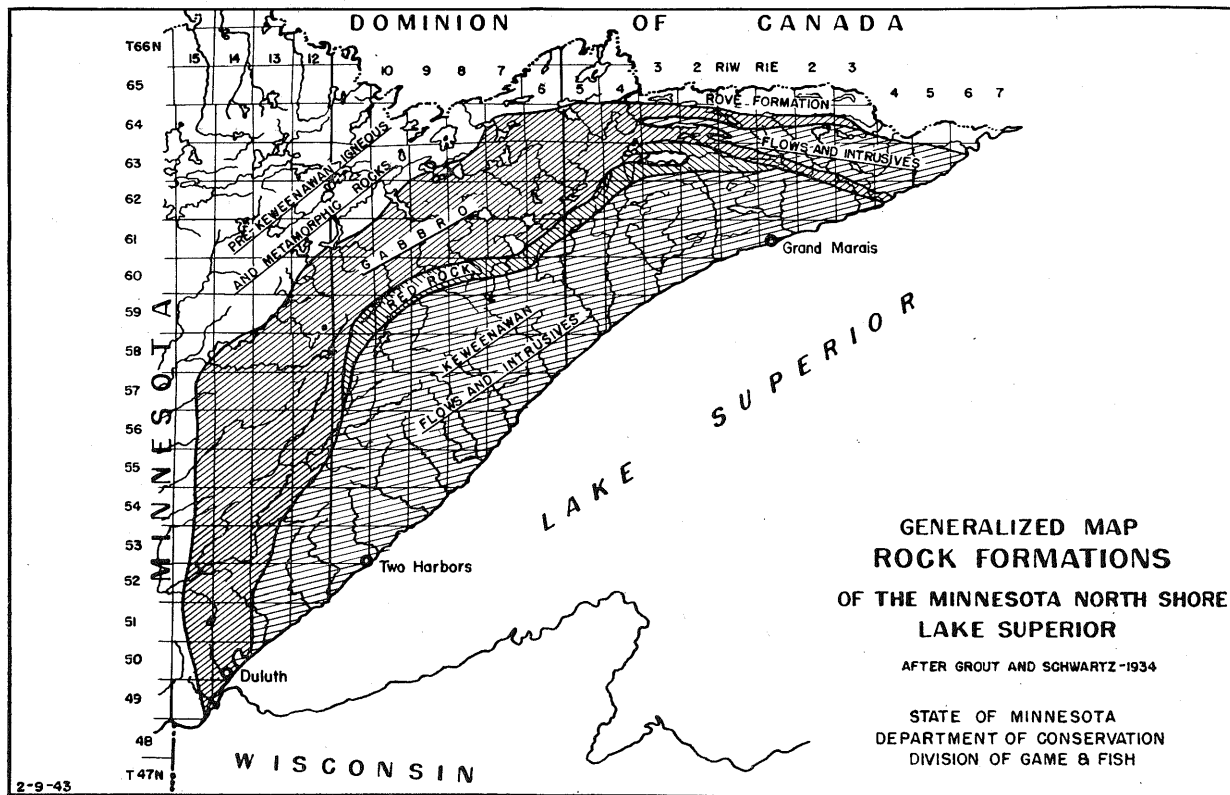 DOMINION OF CANADA
T66N
15 14 13 12
10 9 8 7
3 2 R1W R1E 2 3
65
6 5 4
4 5 6 7
ROVE FORMATION
64
FLOWS AND INTRUSIVES
63
62
PRE-KEWEENAWAN IGNEOUS
AND METAMORPHIC ROCKS
GABBRO
61
Grand Marais
60
RED ROCK
59
58
KEWEENAWAN
FLOWS AND INTRUSIVES
57
56
55
54
53
52
51
50
49
48
T47N
MINNESOTA
LAKE SUPERIOR
Two Harbors
Duluth
WISCONSIN
GENERALIZED MAP
ROCK FORMATIONS
OF THE MINNESOTA NORTH SHORE
LAKE SUPERIOR
AFTER GROUT AND SCHWARTZ-1934
STATE OF MINNESOTA
DEPARTMENT OF CONSERVATION
DIVISION OF GAME & FISH
2-9-43